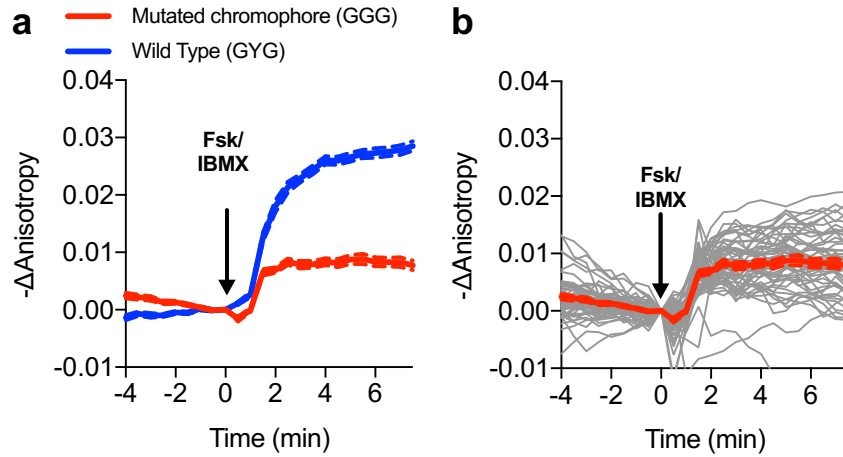 a
Mutated chromophore (GGG)
Wild Type (GYG)
0.04
0.03
0.02
0.01
0.00
-0.01
-ΔAnisotropy
Fsk/
IBMX
-4
-2
0
2
4
6
Time (min)
b
0.04
0.03
0.02
0.01
0.00
-0.01
-ΔAnisotropy
Fsk/
IBMX
-4
-2
0
2
4
6
Time (min)